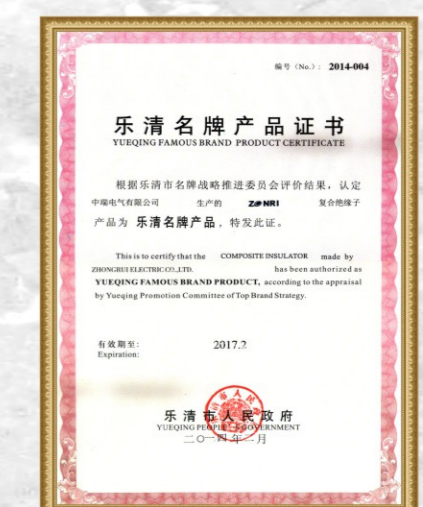 编号（No.）: 2014-004
乐清名牌产品证书
YUEQING FAMOUS BRAND PRODUCT CERTIFICATE
根据乐清市名牌战略推进委员会评价结果，认定
中瑞电气有限公司 生产的 ZONRI 复合绝缘子
产品为 乐清名牌产品，特发此证。
This is to certify that the COMPOSITE INSULATOR made by
ZHONGRUI ELECTRIC CO.,LTD. has been authorized as
YUEQING FAMOUS BRAND PRODUCT, according to the appraisal
by Yueqing Promotion Committee of Top Brand Strategy.
有效期至: 2017.2
Expiration:
乐清市人民政府
YUEQING PEOPLE'S GOVERNMENT
二〇一四年二月